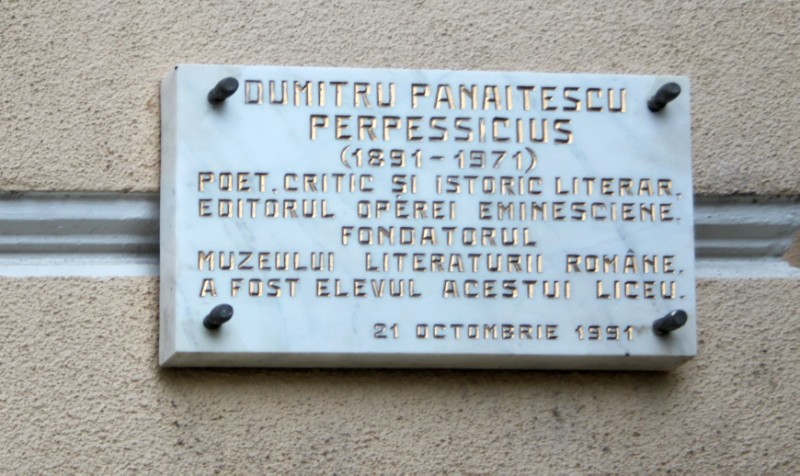 DUMITRU PANAITESCU
PERPESSICIUS
(1891-1971)
POET, CRITIC ȘI ISTORIC LITERAR,
EDITORUL OPEREI EMINESCIENE,
FONDATORUL
MUZEULUI LITERATURII ROMÂNE,
A FOST ELEVUL ACESTUI LICEU.
21 OCTOMBRIE 1991